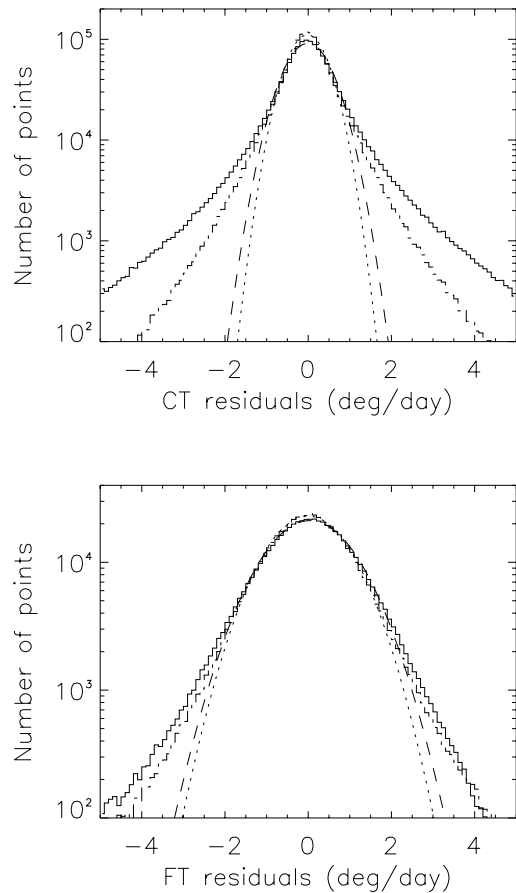 Number of points
10^5
10^4
10^3
10^2
−4 −2 0 2 4
CT residuals (deg/day)
Number of points
10^4
10^3
10^2
−4 −2 0 2 4
FT residuals (deg/day)